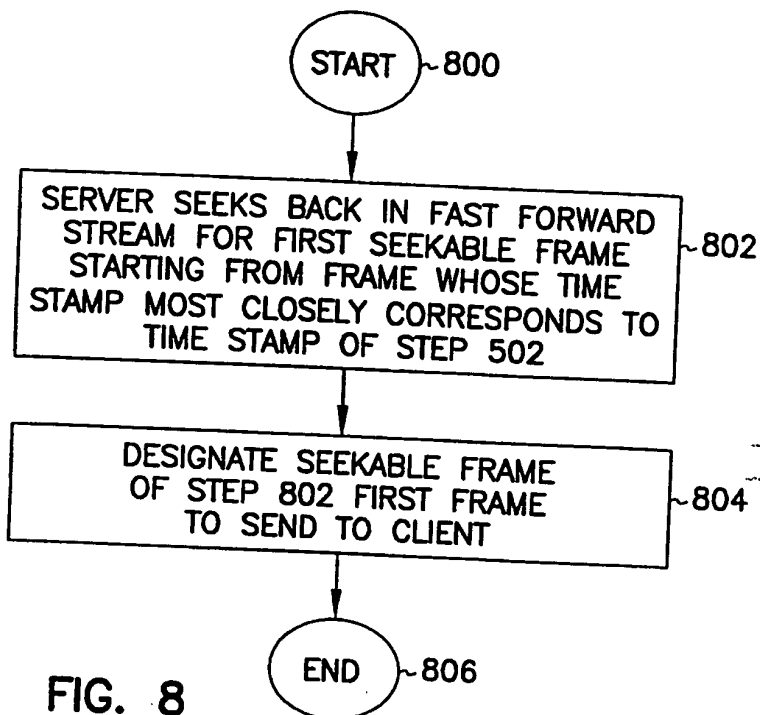 START
800
SERVER SEEKS BACK IN FAST FORWARD
STREAM FOR FIRST SEEKABLE FRAME
STARTING FROM FRAME WHOSE TIME
STAMP MOST CLOSELY CORRESPONDS TO
TIME STAMP OF STEP 502
802
DESIGNATE SEEKABLE FRAME
OF STEP 802 FIRST FRAME
TO SEND TO CLIENT
804
END
806
FIG. 8